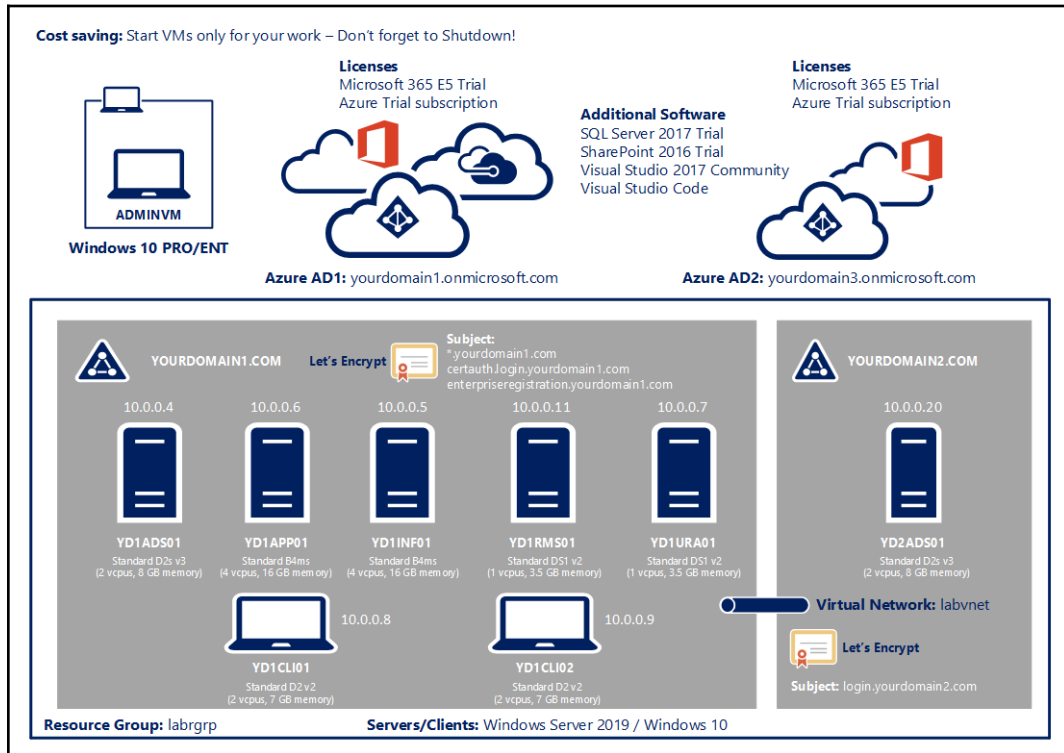 Cost saving: Start VMs only for your work – Don't forget to Shutdown!
Licenses
Microsoft 365 E5 Trial
Azure Trial subscription
Licenses
Microsoft 365 E5 Trial
Azure Trial subscription
Additional Software
SQL Server 2017 Trial
SharePoint 2016 Trial
Visual Studio 2017 Community
Visual Studio Code
ADMINVM
Windows 10 PRO/ENT
Azure AD1: yourdomain1.onmicrosoft.com
Azure AD2: yourdomain3.onmicrosoft.com
YOURDOMAIN1.COM
Let's Encrypt
Subject:
*.yourdomain1.com
certauth.login.yourdomain1.com
enterpriseregistration.yourdomain1.com
YOURDOMAIN2.COM
10.0.0.4
10.0.0.6
10.0.0.5
10.0.0.11
10.0.0.7
10.0.0.20
YD1ADS01
Standard D2s v3
(2 vcpus, 8 GB memory)
YD1APP01
Standard B4ms
(4 vcpus, 16 GB memory)
YD1INF01
Standard B4ms
(4 vcpus, 16 GB memory)
YD1RMS01
Standard DS1 v2
(1 vcpus, 3.5 GB memory)
YD1URA01
Standard DS1 v2
(1 vcpus, 3.5 GB memory)
YD2ADS01
Standard D2s v3
(2 vcpus, 8 GB memory)
10.0.0.8
YD1CLI01
Standard D2 v2
(2 vcpus, 7 GB memory)
10.0.0.9
YD1CLI02
Standard D2 v2
(2 vcpus, 7 GB memory)
Virtual Network: labvnet
Let's Encrypt
Subject: login.yourdomain2.com
Resource Group: labrgrp
Servers/Clients: Windows Server 2019 / Windows 10